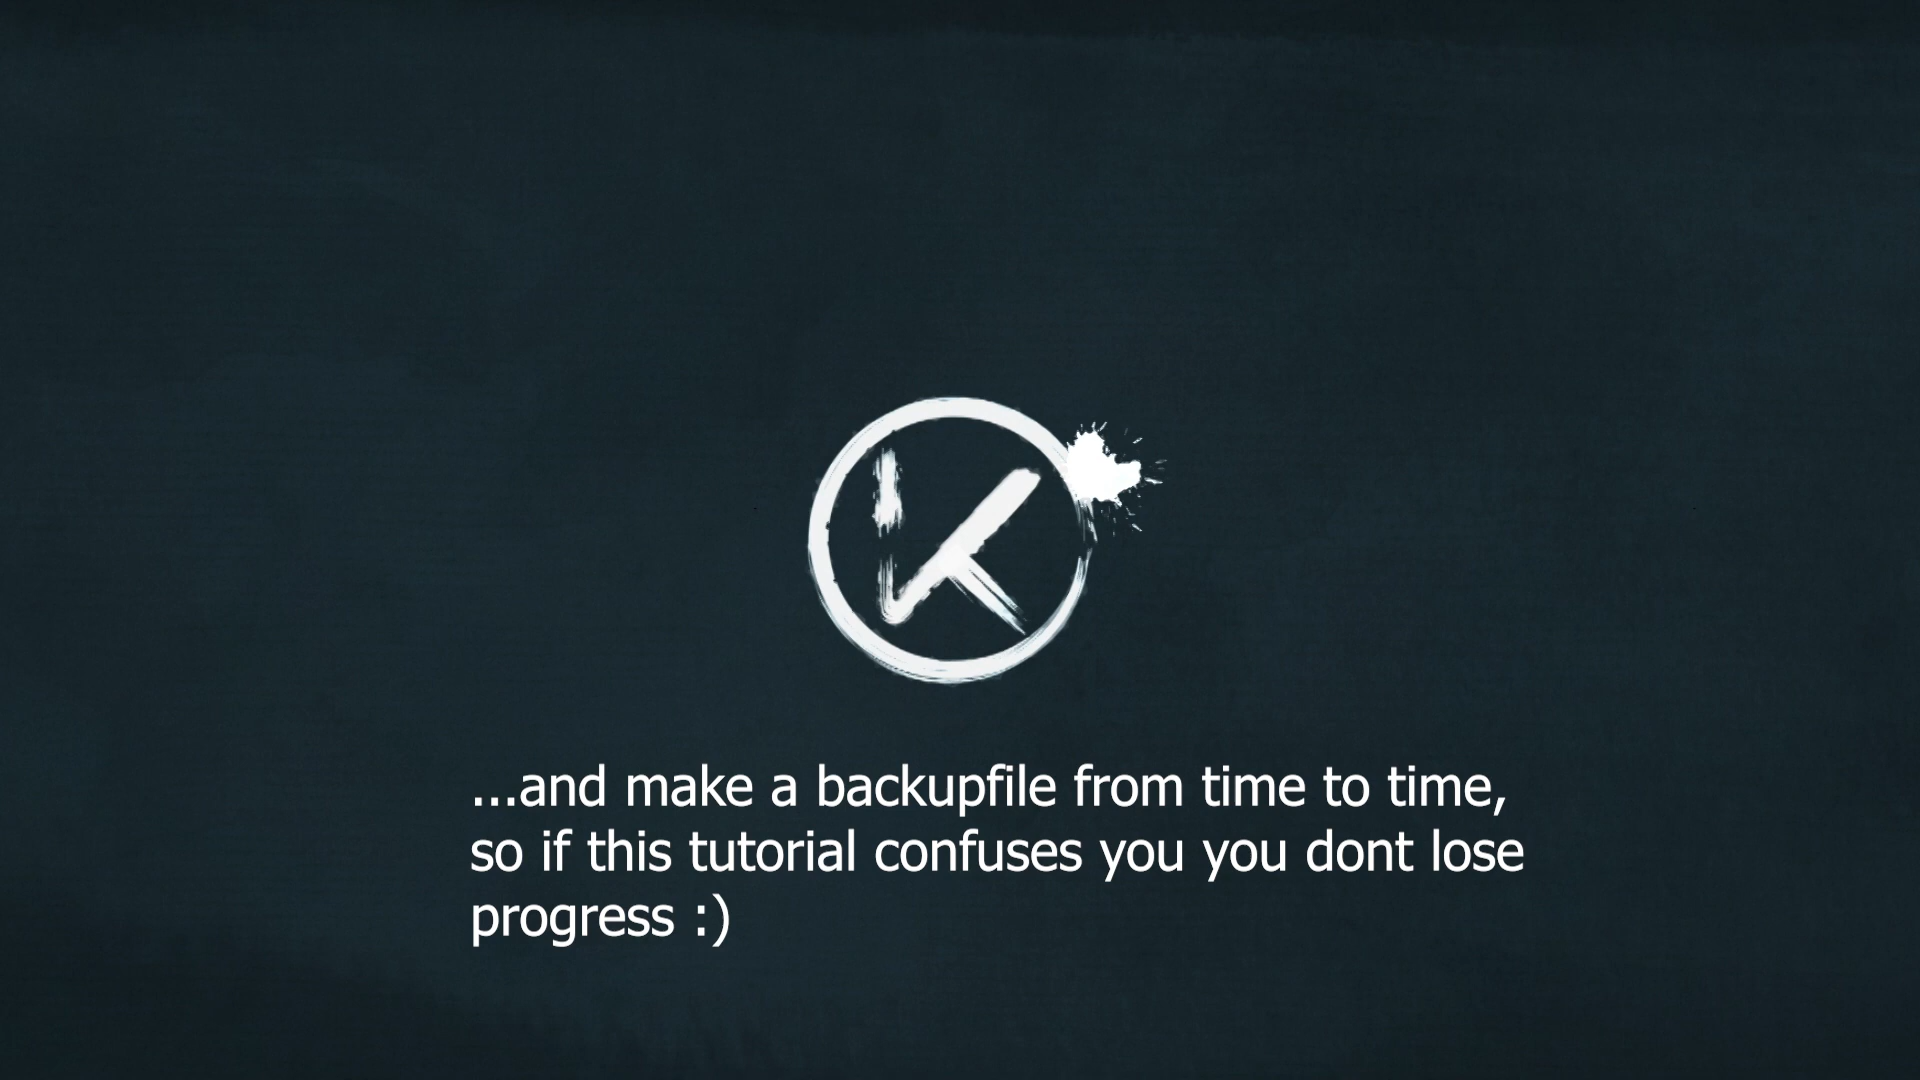 K
...and make a backupfile from time to time,
so if this tutorial confuses you you dont lose
progress :)